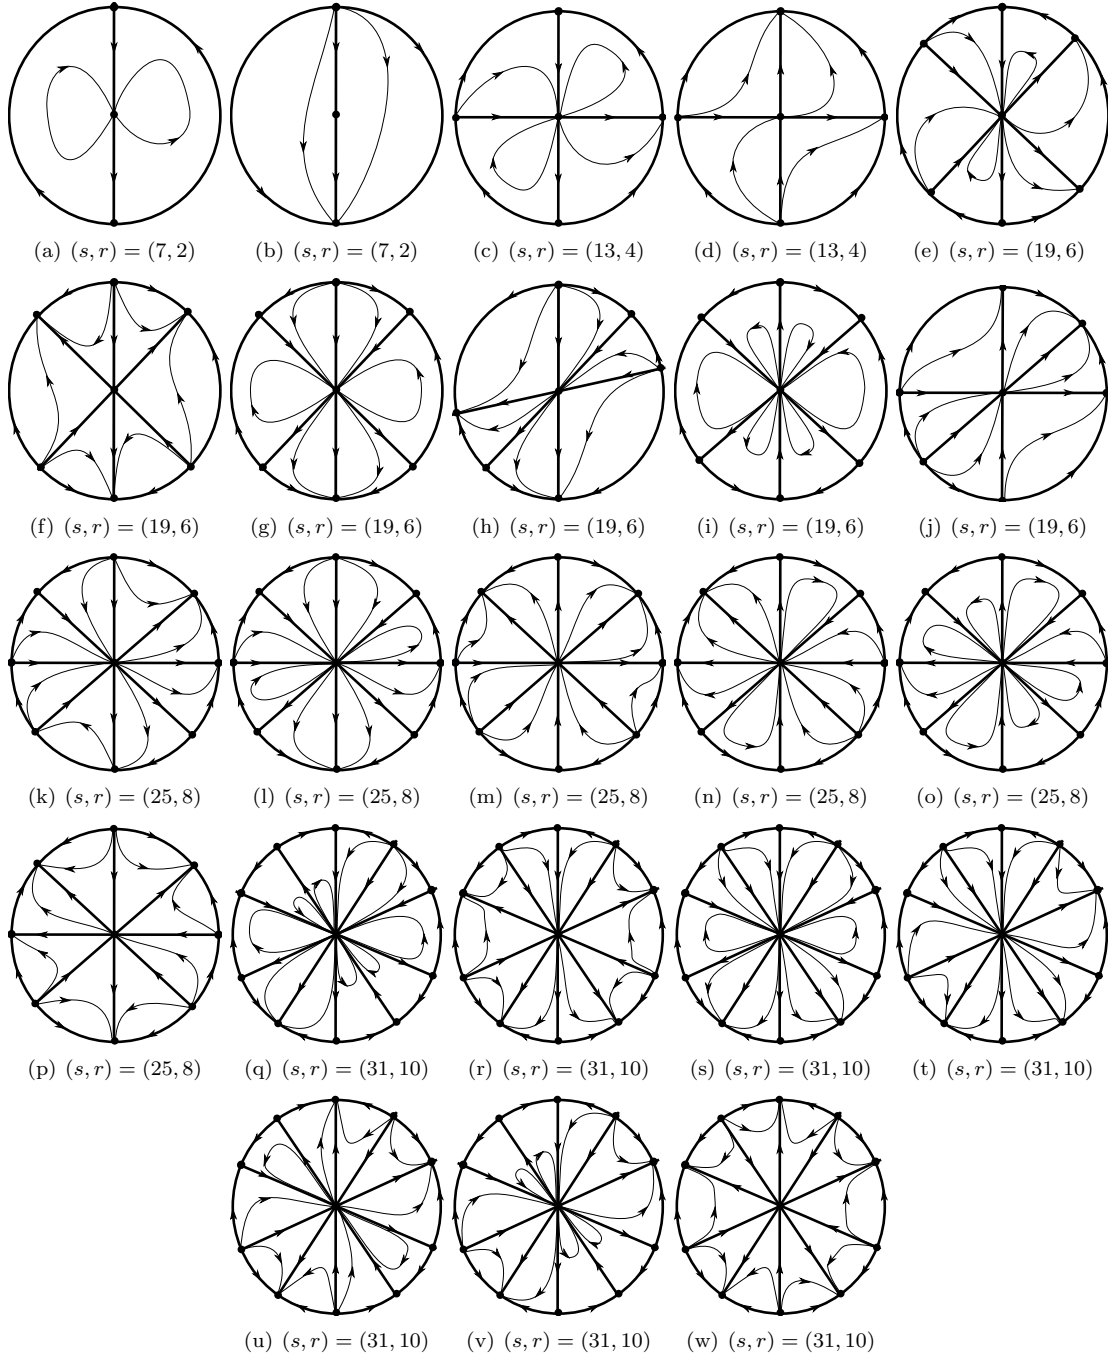 (a) (s, r) = (7, 2) (b) (s, r) = (7, 2) (c) (s, r) = (13, 4) (d) (s, r) = (13, 4) (e) (s, r) = (19, 6)
(f) (s, r) = (19, 6) (g) (s, r) = (19, 6) (h) (s, r) = (19, 6) (i) (s, r) = (19, 6) (j) (s, r) = (19, 6)
(k) (s, r) = (25, 8) (l) (s, r) = (25, 8) (m) (s, r) = (25, 8) (n) (s, r) = (25, 8) (o) (s, r) = (25, 8)
(p) (s, r) = (25, 8) (q) (s, r) = (31, 10) (r) (s, r) = (31, 10) (s) (s, r) = (31, 10) (t) (s, r) = (31, 10)
(u) (s, r) = (31, 10) (v) (s, r) = (31, 10) (w) (s, r) = (31, 10)